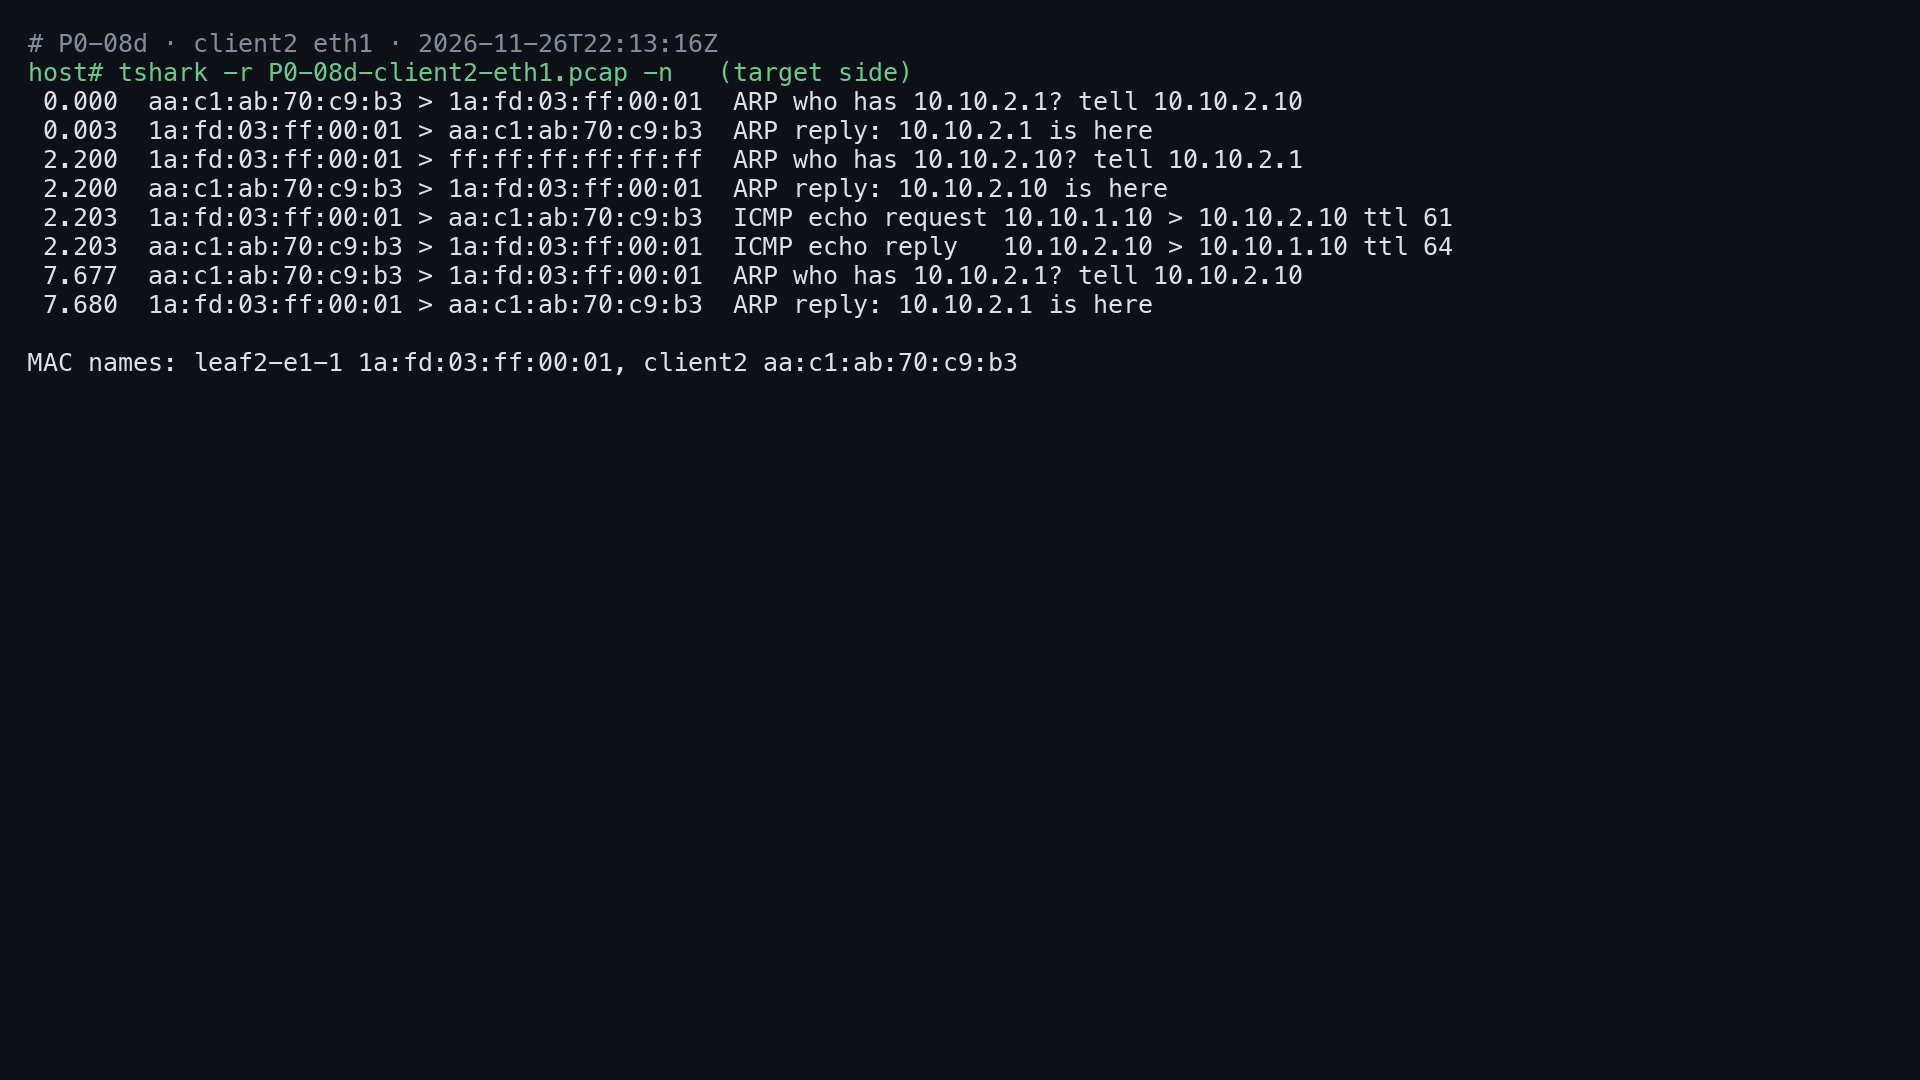 # P0-08d · client2 eth1 · 2026-11-26T22:13:16Z
host# tshark -r P0-08d-client2-eth1.pcap -n   (target side)
 0.000  aa:c1:ab:70:c9:b3 > 1a:fd:03:ff:00:01  ARP who has 10.10.2.1? tell 10.10.2.10
 0.003  1a:fd:03:ff:00:01 > aa:c1:ab:70:c9:b3  ARP reply: 10.10.2.1 is here
 2.200  1a:fd:03:ff:00:01 > ff:ff:ff:ff:ff:ff  ARP who has 10.10.2.10? tell 10.10.2.1
 2.200  aa:c1:ab:70:c9:b3 > 1a:fd:03:ff:00:01  ARP reply: 10.10.2.10 is here
 2.203  1a:fd:03:ff:00:01 > aa:c1:ab:70:c9:b3  ICMP echo request 10.10.1.10 > 10.10.2.10 ttl 61
 2.203  aa:c1:ab:70:c9:b3 > 1a:fd:03:ff:00:01  ICMP echo reply   10.10.2.10 > 10.10.1.10 ttl 64
 7.677  aa:c1:ab:70:c9:b3 > 1a:fd:03:ff:00:01  ARP who has 10.10.2.1? tell 10.10.2.10
 7.680  1a:fd:03:ff:00:01 > aa:c1:ab:70:c9:b3  ARP reply: 10.10.2.1 is here
MAC names: leaf2-e1-1 1a:fd:03:ff:00:01, client2 aa:c1:ab:70:c9:b3